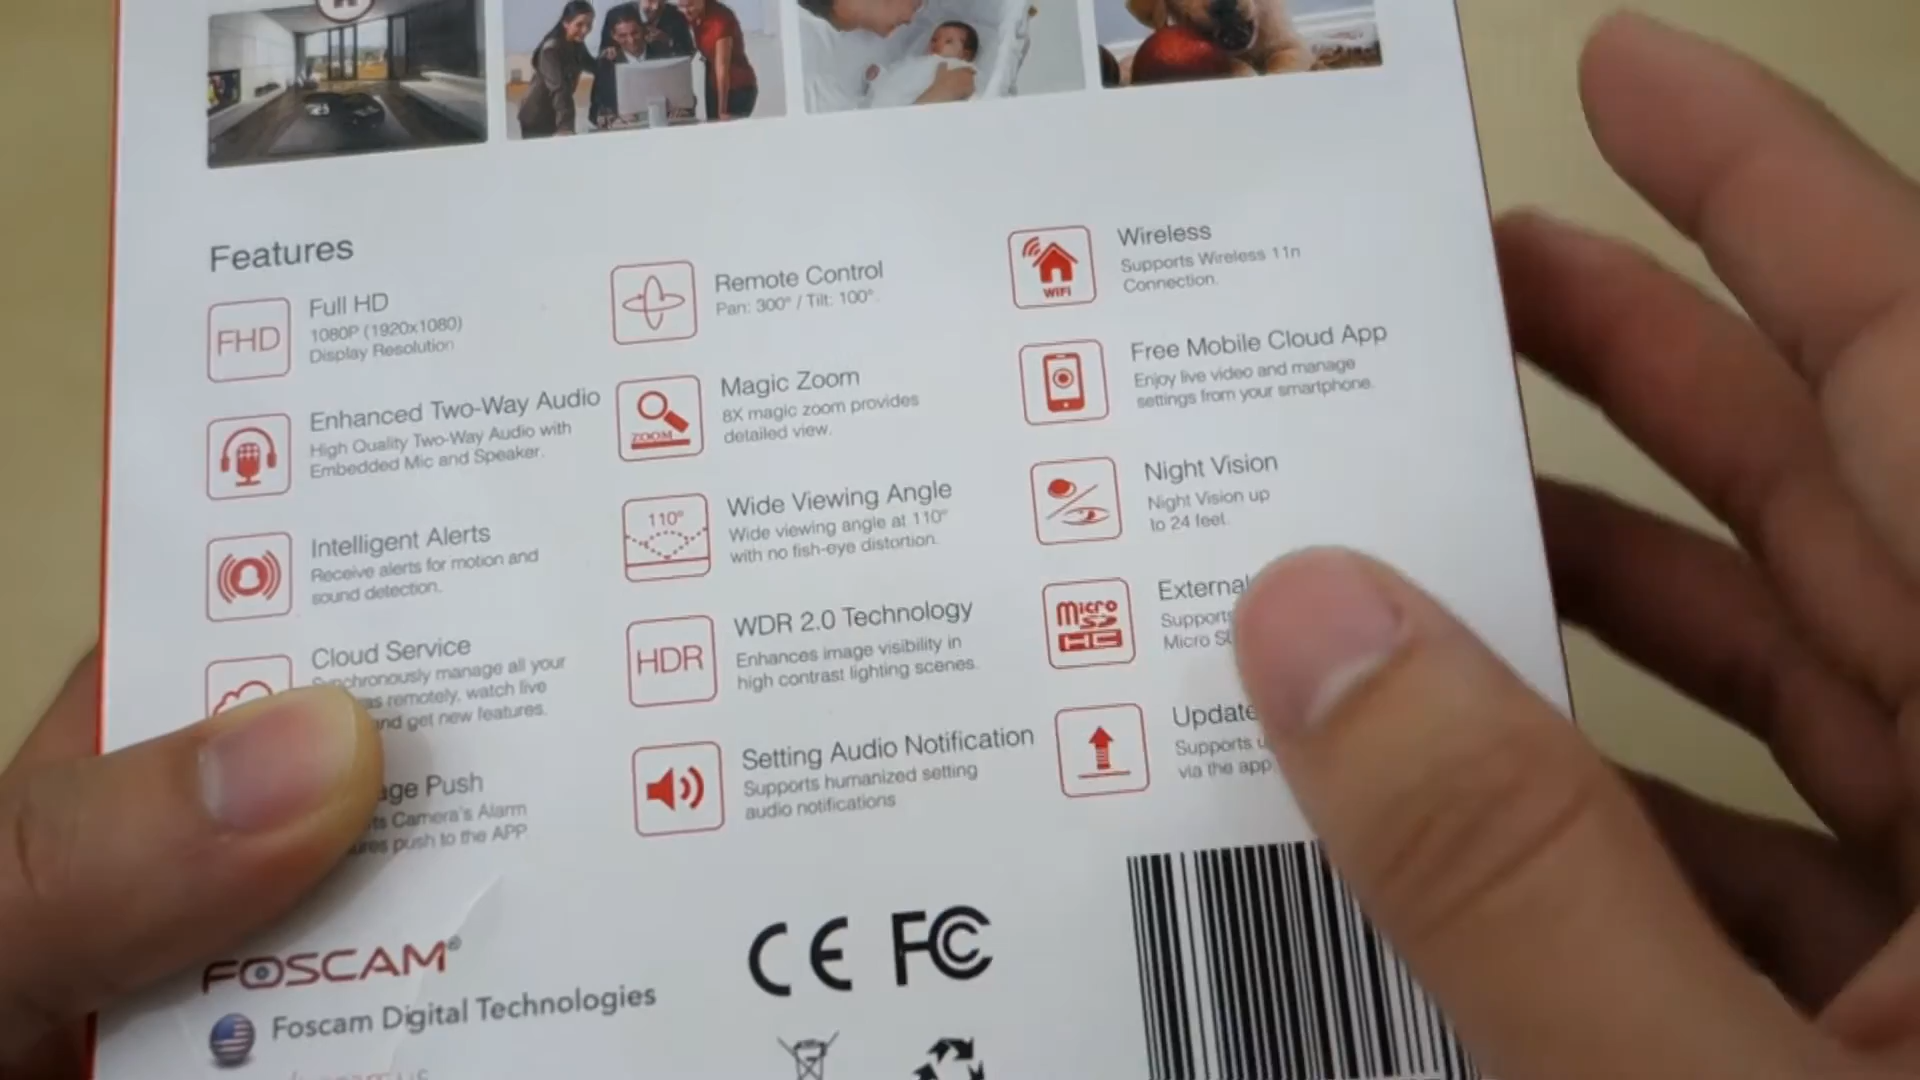 Features
FHD
Full HD
1080P (1920x1080)
Display Resolution
Enhanced Two-Way Audio
High Quality Two-Way Audio with
Embedded Mic and Speaker.
Intelligent Alerts
Receive alerts for motion and
sound detection.
Cloud Service
Synchronously manage all your
remotely, watch live
and get new features.
Push
Camera's Alarm
push to the APP.
Remote Control
Pan: 300° / Tilt: 100°
ZOOM
Magic Zoom
8X magic zoom provides
detailed view.
110°
Wide Viewing Angle
Wide viewing angle at 110°
with no fish-eye distortion.
HDR
WDR 2.0 Technology
Enhances image visibility in
high contrast lighting scenes.
Setting Audio Notification
Supports humanized setting
audio notifications
WiFi
Wireless
Supports Wireless 11n
Connection.
Free Mobile Cloud App
Enjoy live video and manage
settings from your smartphone.
Night Vision
Night Vision up
to 24 feet.
Micro
SD
HC
External
Supports
Micro
Update
Supports
via the app
FOSCAM®
Foscam Digital Technologies
CE FC